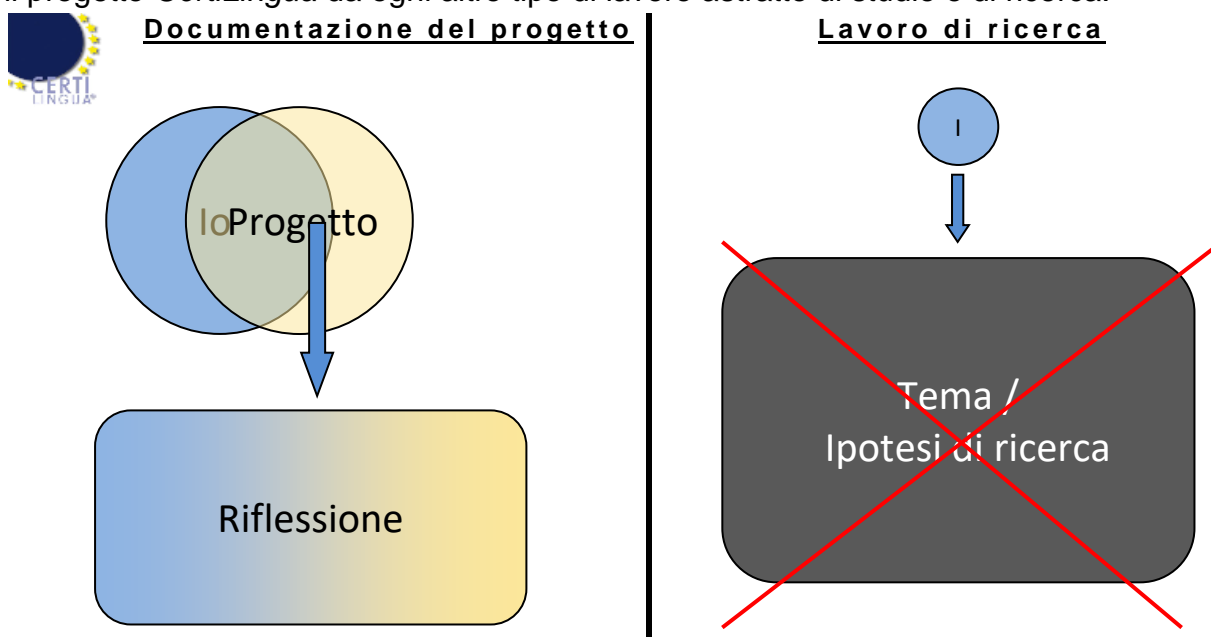 il progetto CertiLingua da ogni altro tipo di lavoro astratto di studio e di ricerca.
Documentazione del progetto
CERTI
LINGUA®
Io
Progetto
Riflessione
Lavoro di ricerca
I
Tema /
Ipotesi di ricerca